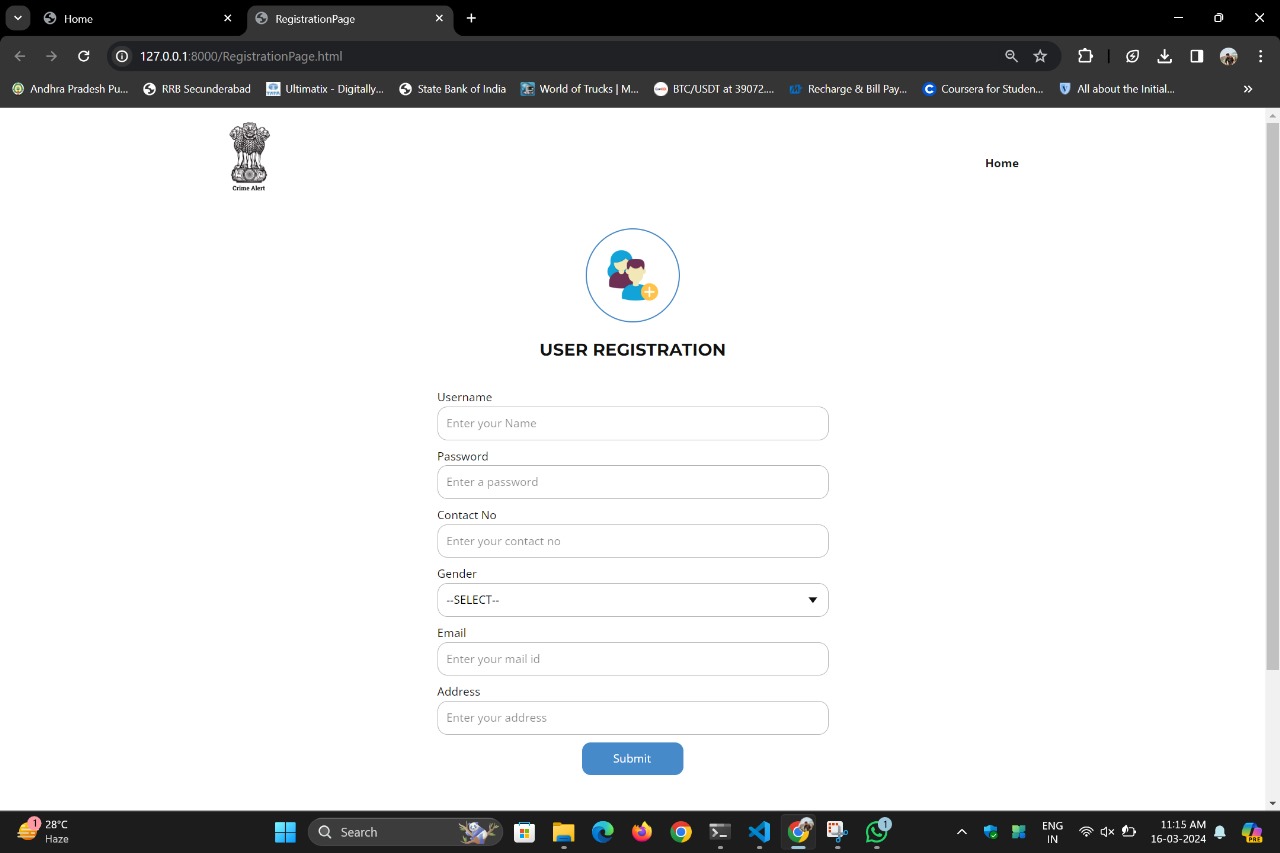 Home
RegistrationPage
127.0.0.1:8000/RegistrationPage.html
Andhra Pradesh Pu...
RRB Secunderabad
Ultimatix - Digitally...
State Bank of India
World of Trucks | M...
BTC/USDT at 39072....
Recharge & Bill Pay...
Coursera for Studen...
All about the Initial...
Crime Alert
Home
USER REGISTRATION
Username
Enter your Name
Password
Enter a password
Contact No
Enter your contact no
Gender
--SELECT--
Email
Enter your mail id
Address
Enter your address
Submit
1
28°C
Haze
Search
1
ENG
IN
11:15 AM
16-03-2024
PRE